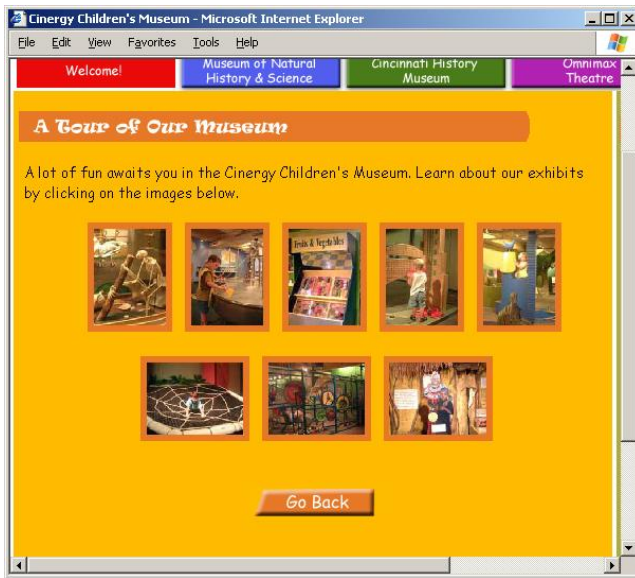 Cinergy Children's Museum - Microsoft Internet Explorer
File Edit View Favorites Tools Help
Welcome!
Museum of Natural
History & Science
Cincinnati History
Museum
Omnimax
Theatre
A Tour of Our Museum
A lot of fun awaits you in the Cinergy Children's Museum. Learn about our exhibits
by clicking on the images below.
Fruits & Vegetables
Go Back